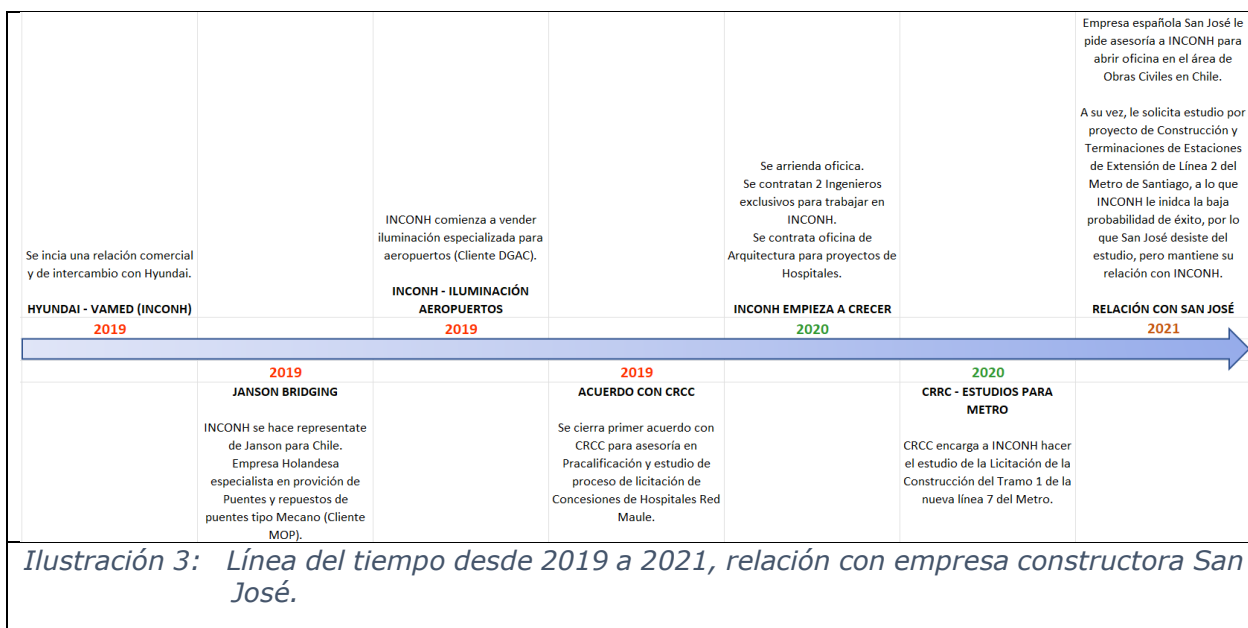 Se incia una relación comercial
y de intercambio con Hyundai.
HYUNDAI - VAMED (INCONH)
2019
INCONH comienza a vender
iluminación especializada para
aeropuertos (Cliente DGAC).
INCONH - ILUMINACIÓN
AEROPUERTOS
2019
Se arrienda oficica.
Se contratan 2 Ingenieros
exclusivos para trabajar en
INCONH.
Se contrata oficina de
Arquitectura para proyectos de
Hospitales.
INCONH EMPIEZA A CRECER
2020
Empresa española San José le
pide asesoría a INCONH para
abrir oficina en el área de
Obras Civiles en Chile.
A su vez, le solicita estudio por
proyecto de Construcción y
Terminaciones de Estaciones
de Extensión de Línea 2 del
Metro de Santiago, a lo que
INCONH le inidca la baja
probabilidad de éxito, por lo
que San José desiste del
estudio, pero mantiene su
relación con INCONH.
RELACIÓN CON SAN JOSÉ
2021
2019
JANSON BRIDGING
INCONH se hace representate
de Janson para Chile.
Empresa Holandesa
especialista en provición de
Puentes y repuestos de
puentes tipo Mecano (Cliente
MOP).
2019
ACUERDO CON CRCC
Se cierra primer acuerdo con
CRCC para asesoría en
Pracalificación y estudio de
proceso de licitación de
Concesiones de Hospitales Red
Maule.
2020
CRRC - ESTUDIOS PARA
METRO
CRCC encarga a INCONH hacer
el estudio de la Licitación de la
Construcción del Tramo 1 de la
nueva línea 7 del Metro.
Ilustración 3: Línea del tiempo desde 2019 a 2021, relación con empresa constructora San
José.